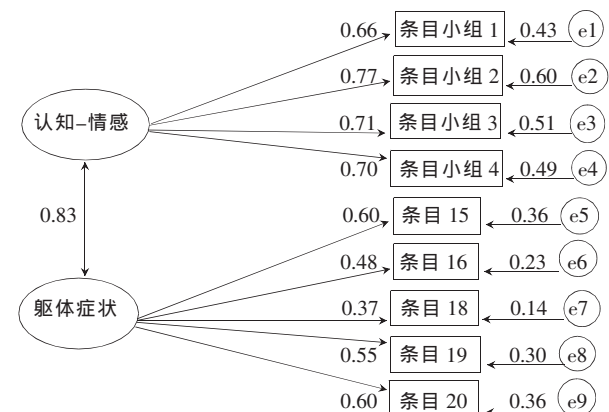 0.66 条目小组 1 0.43 e1
0.77 条目小组 2 0.60 e2
认知–情感
0.71 条目小组 3 0.51 e3
0.70 条目小组 4 0.49 e4
0.83
0.60 条目 15 0.36 e5
0.48 条目 16 0.23 e6
躯体症状
0.37 条目 18 0.14 e7
0.55 条目 19 0.30 e8
0.60 条目 20 0.36 e9